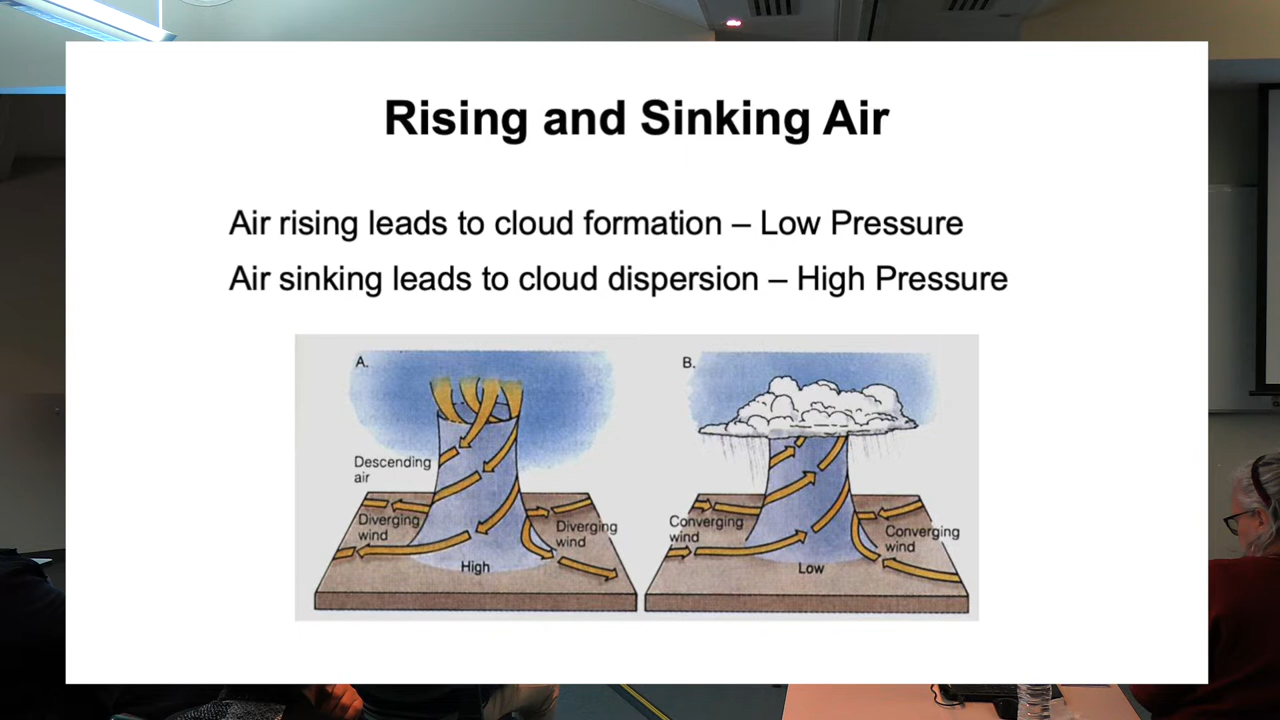 Rising and Sinking Air
Air rising leads to cloud formation – Low Pressure
Air sinking leads to cloud dispersion – High Pressure
A.
Descending
air
Diverging
wind
Diverging
wind
High
B.
Converging
wind
Converging
wind
Low